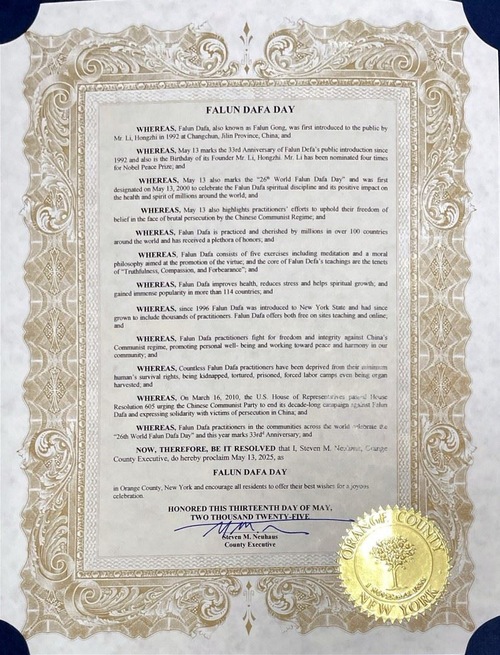 FALUN DAFA DAY
WHEREAS, Falun Dafa, also known as Falun Gong, was first introduced to the public by
Mr. Li, Hongzhi in 1992 at Changchun, Jilin Province, China; and
WHEREAS, May 13 marks the 33rd Anniversary of Falun Defa's public introduction since
1992 and also is the Birthday of its Founder Mr. Li, Hongzhi. Mr. Li has been nominated four times
for Nobel Peace Prize; and
WHEREAS, May 13 also marks the "26th World Falun Dafa Day" and was first
designated on May 13, 2000 to celebrate the Falun Dafa spiritual discipline and its positive impact on
the health and spirit of millions around the world; and
WHEREAS, May 13 also highlights practitioners' efforts to uphold their freedom of
belief in the face of brutal persecution by the Chinese Communist Regime; and
WHEREAS, Falun Dafa is practiced and cherished by millions in over 100 countries
around the world and has received a plethora of honors; and
WHEREAS, Falun Dafa consists of five exercises including meditation and a moral
philosophy aimed at the promotion of the virtue; and the core of Falun Defa's teachings are the tenets
of "Truthfulness, Compassion, and Forbearance"; and
WHEREAS, Falun Dafa improves health, reduces stress and helps spiritual growth; and
gained immense popularity in more than 114 countries; and
WHEREAS, since 1996 Falun Dafa was introduced to New York State and had since
grown to include thousands of practitioners. Falun Dafa offers both free on sites teaching and online;
and
WHEREAS, Falun Dafa practitioners fight for freedom and integrity against China's
Communist regime, promoting personal well- being and working toward peace and harmony in our
community; and
WHEREAS, Countless Falun Dafa practitioners have been deprived from their minimum
human's survival rights, being kidnapped, tortured, prisoned, forced labor camps even being organ
harvested; and
WHEREAS, On March 16, 2010, the U.S. House of Representatives passed House
Resolution 605 urging the Chinese Communist Party to end its decade-long campaign against Falun
Dafa and expressing solidarity with victims of persecution in China; and
WHEREAS, Falun Dafa practitioners in the communities across the world celebrate the
"26th World Falun Dafa Day" and this year marks 33rd Anniversary; and
NOW, THEREFORE, BE IT RESOLVED that I, Steven M. Neuhaus, Orange
County Executive, do hereby proclaim May 13, 2025, as
FALUN DAFA DAY
in Orange County, New York and encourage all residents to offer their best wishes for a joyous
celebration.
HONORED THIS THIRTEENTH DAY OF MAY,
TWO THOUSAND TWENTY-FIVE
Steven M. Neuhaus
County Executive
ORANGE COUNTY
NEW YORK